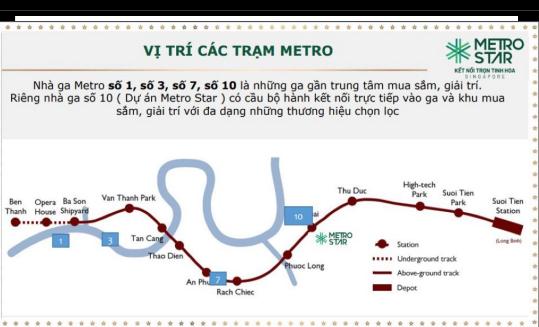 VỊ TRÍ CÁC TRẠM METRO
METRO
STAR
KẾT NỐI TRỌN TINH HOA
SINGAPORE
Nhà ga Metro số 1, số 3, số 7, số 10 là những ga gần trung tâm mua sắm, giải trí.
Riêng nhà ga số 10 ( Dự án Metro Star ) có cầu bộ hành kết nối trực tiếp vào ga và khu mua
sắm, giải trí với đa dạng những thương hiệu chọn lọc
Ben
Thanh
Opera
House
Ba Son
Shipyard
Van Thanh Park
Tan Cang
Thao Dien
An Phu
Rach Chiec
Phuoc Long
Thu Duc
High-tech
Park
Suoi Tien
Park
Suoi Tien
Station
(Long Binh)
1
3
7
10
METRO
STAR
Station
Underground track
Above-ground track
Depot